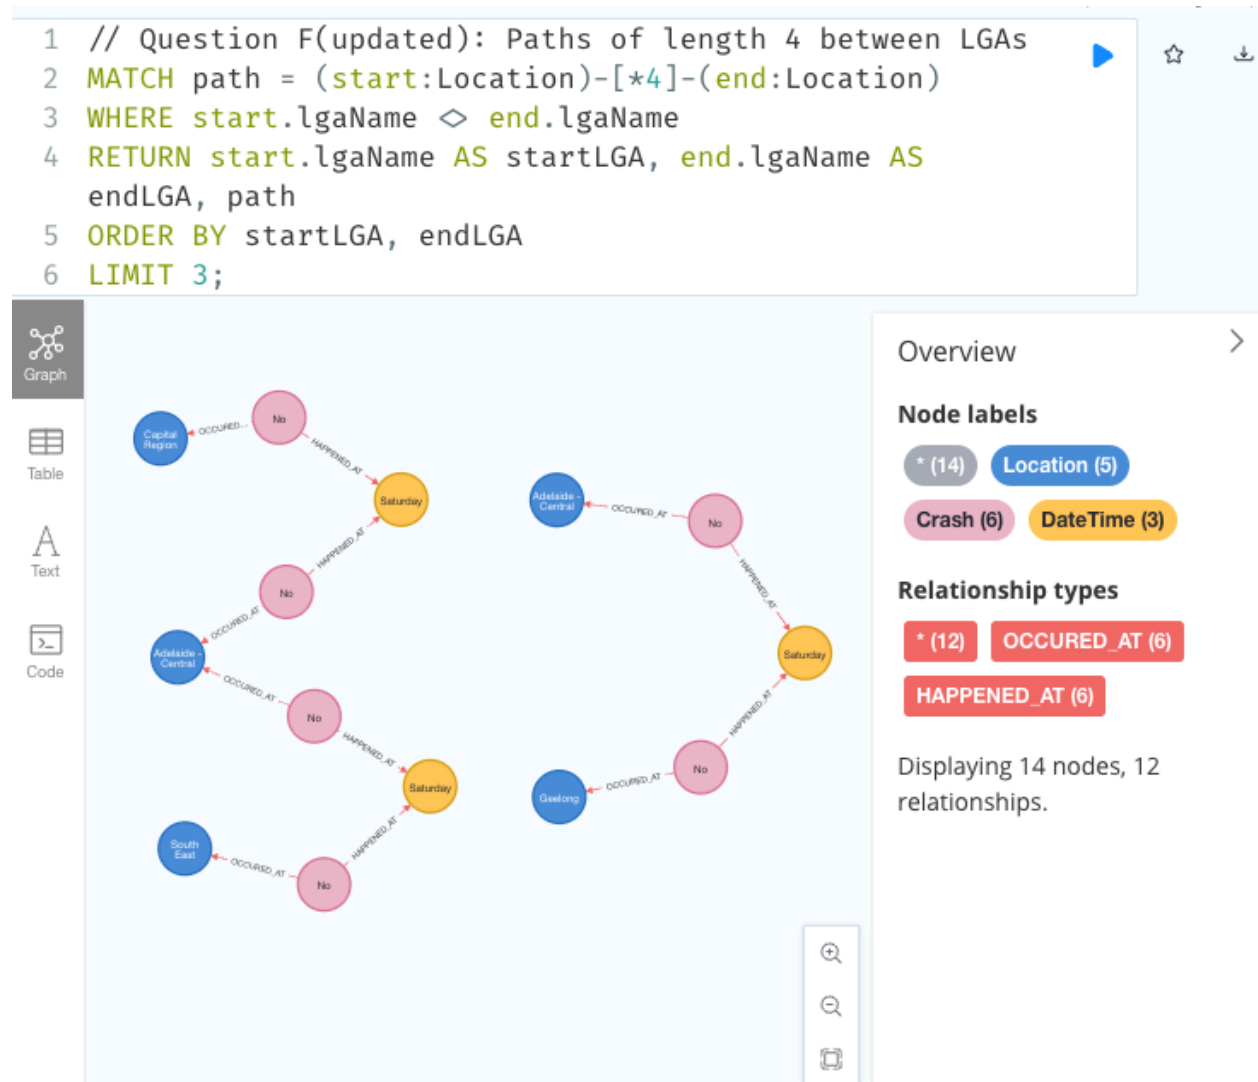 1 // Question F(updated): Paths of length 4 between LGAs
2 MATCH path = (start:Location)-[*4]-(end:Location)
3 WHERE start.lgaName <> end.lgaName
4 RETURN start.lgaName AS startLGA, end.lgaName AS
endLGA, path
5 ORDER BY startLGA, endLGA
6 LIMIT 3;
Graph
Table
Text
Code
Capital
Region
OCCURED...
No
HAPPENED_AT
Saturday
HAPPENED_AT
No
OCCURED_AT
Adelaide -
Central
OCCURED_AT
No
HAPPENED_AT
Saturday
HAPPENED_AT
No
OCCURED_AT
South
East
Adelaide -
Central
OCCURED_AT
No
HAPPENED_AT
Saturday
HAPPENED_AT
No
OCCURED_AT
Geelong
Overview
Node labels
* (14) Location (5)
Crash (6) DateTime (3)
Relationship types
* (12) OCCURED_AT (6)
HAPPENED_AT (6)
Displaying 14 nodes, 12
relationships.